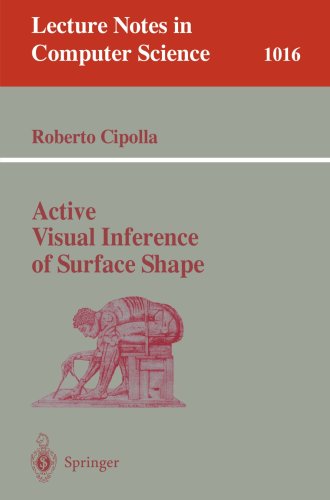 Lecture Notes in
Computer Science 1016
Roberto Cipolla
Active
Visual Inference
of Surface Shape
Springer